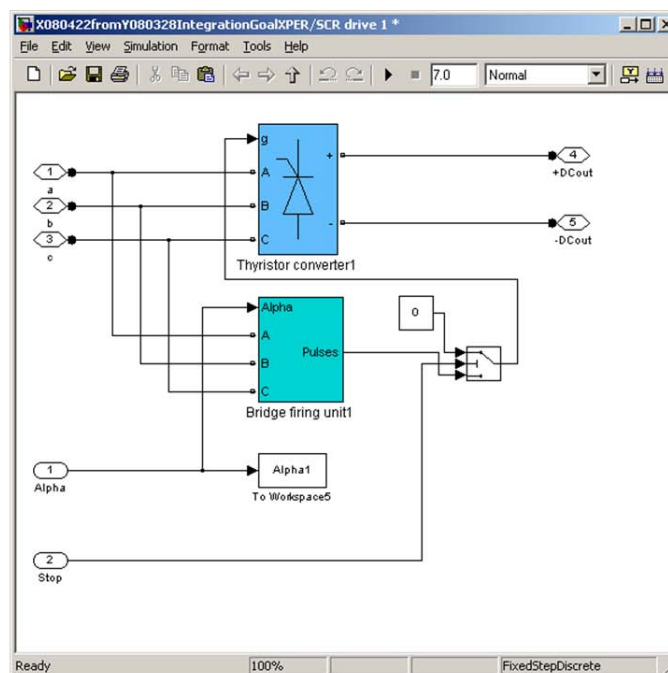 X080422fromY080328IntegrationGoalXPER/SCR drive 1 *
File Edit View Simulation Format Tools Help
7.0 Normal
g
A
B
C
+
-
Thyristor converter1
1
a
2
b
3
c
4
+DCout
5
-DCout
Alpha
A
B
C
Pulses
Bridge firing unit1
0
1
Alpha
Alpha1
To Workspace5
2
Stop
Ready 100% FixedStepDiscrete